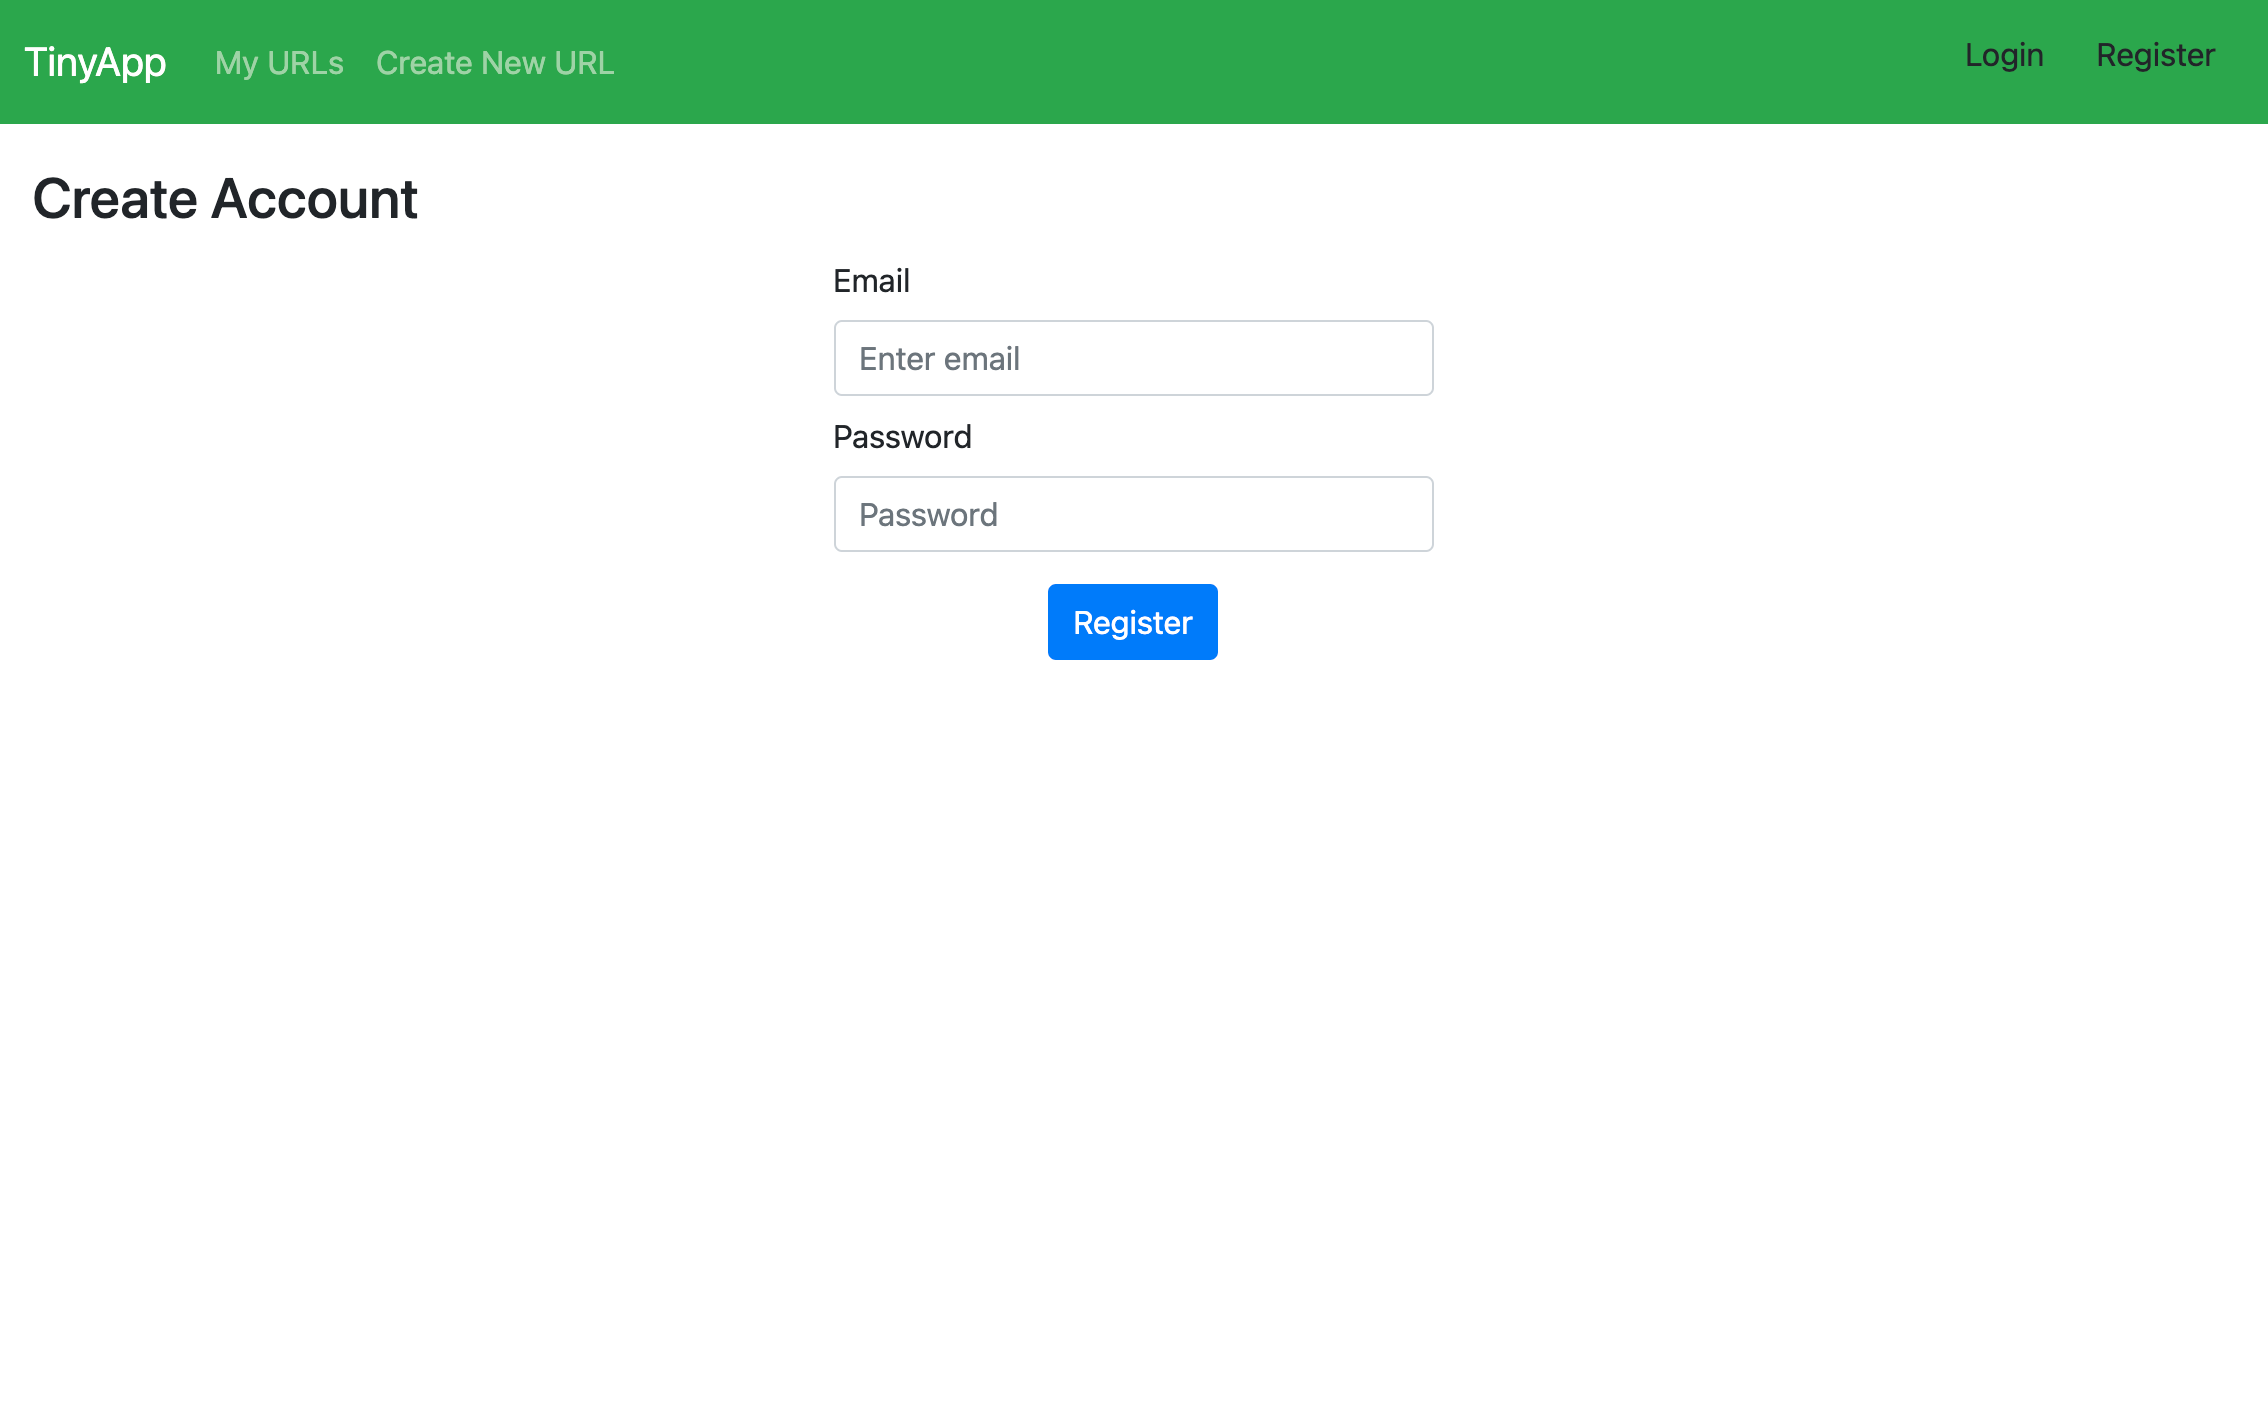 TinyApp My URLs Create New URL Login Register
Create Account
Email
Enter email
Password
Password
Register